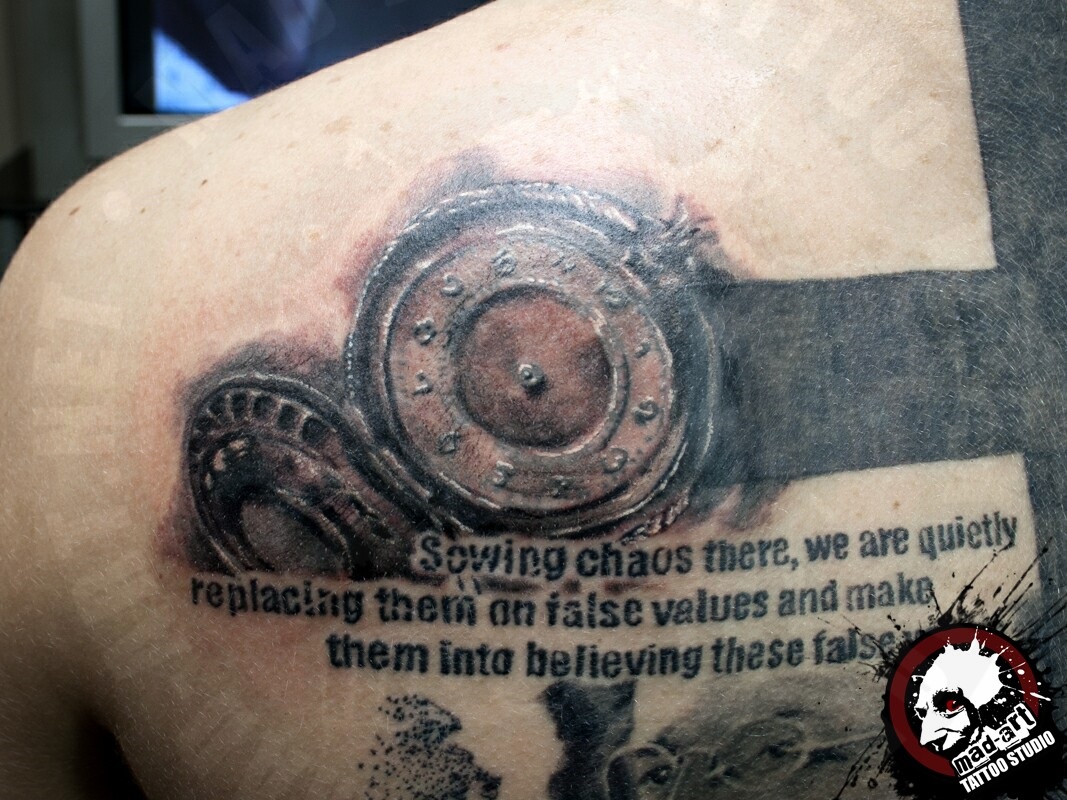 Sowing chaos there, we are quietly
replacing them on false values and make
them into believing these false
mad-art
TATTOO STUDIO